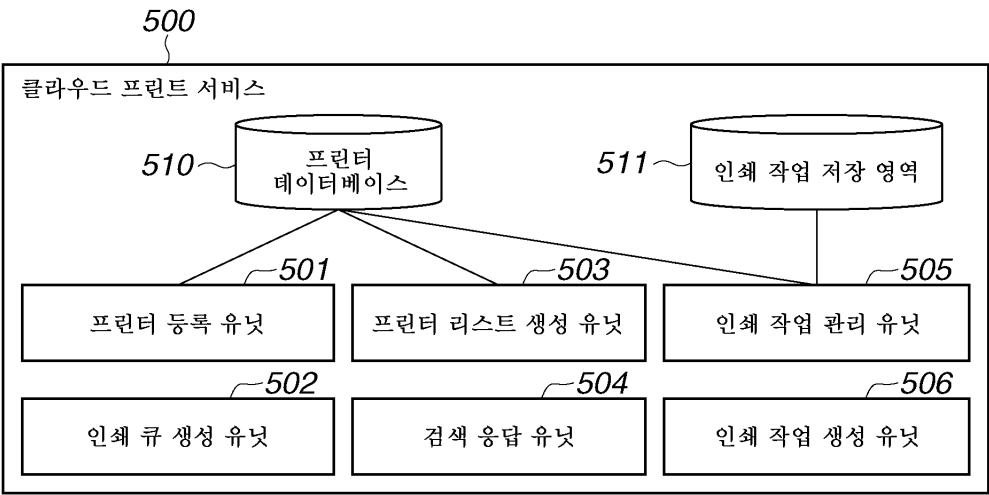 500
클라우드 프린트 서비스
510
프린터
데이터베이스
511
인쇄 작업 저장 영역
501
503
505
프린터 등록 유닛
프린터 리스트 생성 유닛
인쇄 작업 관리 유닛
502
504
506
인쇄 큐 생성 유닛
검색 응답 유닛
인쇄 작업 생성 유닛